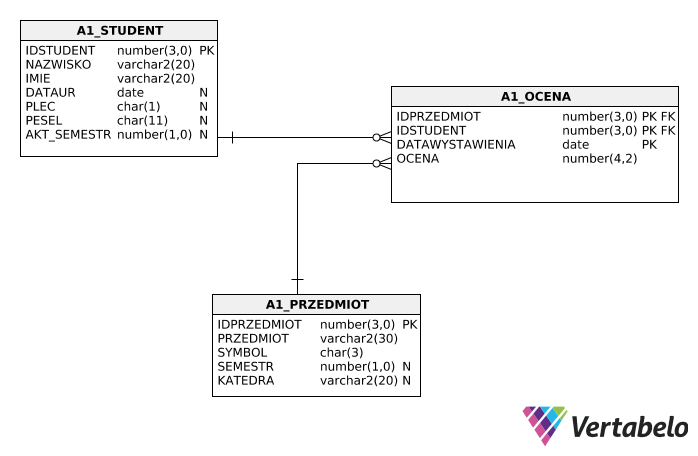 A1_STUDENT
IDSTUDENT number(3,0) PK
NAZWISKO varchar2(20)
IMIE varchar2(20)
DATAUR date N
PLEC char(1) N
PESEL char(11) N
AKT_SEMESTR number(1,0) N
A1_OCENA
IDPRZEDMIOT number(3,0) PK FK
IDSTUDENT number(3,0) PK FK
DATAWYSTAWIENIA date PK
OCENA number(4,2)
A1_PRZEDMIOT
IDPRZEDMIOT number(3,0) PK
PRZEDMIOT varchar2(30)
SYMBOL char(3)
SEMESTR number(1,0) N
KATEDRA varchar2(20) N
Vertabelo